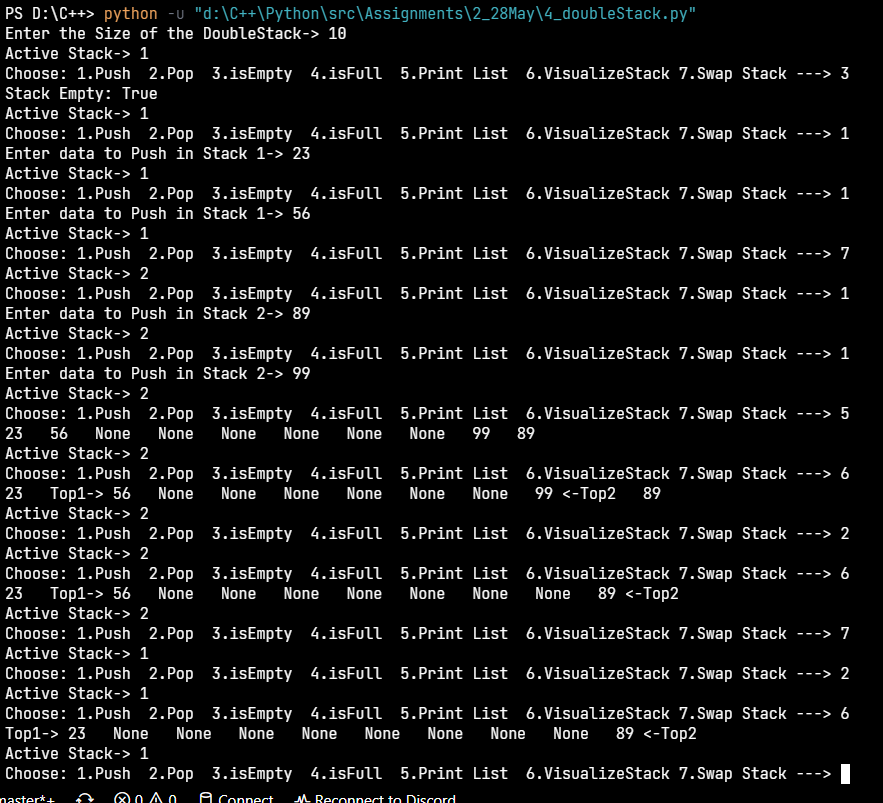 PS D:\C++> python -u "d:\C++\Python\src\Assignments\2_28May\4_doubleStack.py"
Enter the Size of the DoubleStack-> 10
Active Stack-> 1
Choose: 1.Push  2.Pop  3.isEmpty  4.isFull  5.Print List  6.VisualizeStack 7.Swap Stack ---> 3
Stack Empty: True
Active Stack-> 1
Choose: 1.Push  2.Pop  3.isEmpty  4.isFull  5.Print List  6.VisualizeStack 7.Swap Stack ---> 1
Enter data to Push in Stack 1-> 23
Active Stack-> 1
Choose: 1.Push  2.Pop  3.isEmpty  4.isFull  5.Print List  6.VisualizeStack 7.Swap Stack ---> 1
Enter data to Push in Stack 1-> 56
Active Stack-> 1
Choose: 1.Push  2.Pop  3.isEmpty  4.isFull  5.Print List  6.VisualizeStack 7.Swap Stack ---> 7
Active Stack-> 2
Choose: 1.Push  2.Pop  3.isEmpty  4.isFull  5.Print List  6.VisualizeStack 7.Swap Stack ---> 1
Enter data to Push in Stack 2-> 89
Active Stack-> 2
Choose: 1.Push  2.Pop  3.isEmpty  4.isFull  5.Print List  6.VisualizeStack 7.Swap Stack ---> 1
Enter data to Push in Stack 2-> 99
Active Stack-> 2
Choose: 1.Push  2.Pop  3.isEmpty  4.isFull  5.Print List  6.VisualizeStack 7.Swap Stack ---> 5
23   56   None   None   None   None   None   None   99   89
Active Stack-> 2
Choose: 1.Push  2.Pop  3.isEmpty  4.isFull  5.Print List  6.VisualizeStack 7.Swap Stack ---> 6
23   Top1-> 56   None   None   None   None   None   None   99 <-Top2   89
Active Stack-> 2
Choose: 1.Push  2.Pop  3.isEmpty  4.isFull  5.Print List  6.VisualizeStack 7.Swap Stack ---> 2
Active Stack-> 2
Choose: 1.Push  2.Pop  3.isEmpty  4.isFull  5.Print List  6.VisualizeStack 7.Swap Stack ---> 6
23   Top1-> 56   None   None   None   None   None   None   None   89 <-Top2
Active Stack-> 2
Choose: 1.Push  2.Pop  3.isEmpty  4.isFull  5.Print List  6.VisualizeStack 7.Swap Stack ---> 7
Active Stack-> 1
Choose: 1.Push  2.Pop  3.isEmpty  4.isFull  5.Print List  6.VisualizeStack 7.Swap Stack ---> 2
Active Stack-> 1
Choose: 1.Push  2.Pop  3.isEmpty  4.isFull  5.Print List  6.VisualizeStack 7.Swap Stack ---> 6
Top1-> 23   None   None   None   None   None   None   None   None   89 <-Top2
Active Stack-> 1
Choose: 1.Push  2.Pop  3.isEmpty  4.isFull  5.Print List  6.VisualizeStack 7.Swap Stack --->
master*+ 0 0 Connect Reconnect to Discord